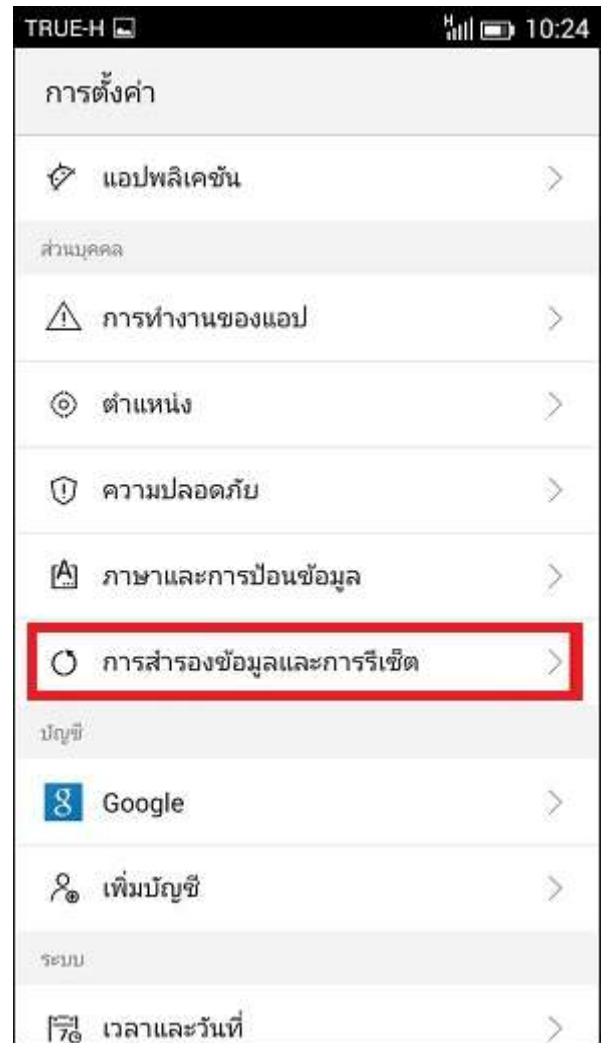 TRUE-H 10:24
การตั้งค่า
แอปพลิเคชัน
ส่วนบุคคล
การทำงานของแอป
ตำแหน่ง
ความปลอดภัย
ภาษาและการป้อนข้อมูล
การสำรองข้อมูลและการรีเซ็ต
บัญชี
Google
เพิ่มบัญชี
ระบบ
เวลาและวันที่